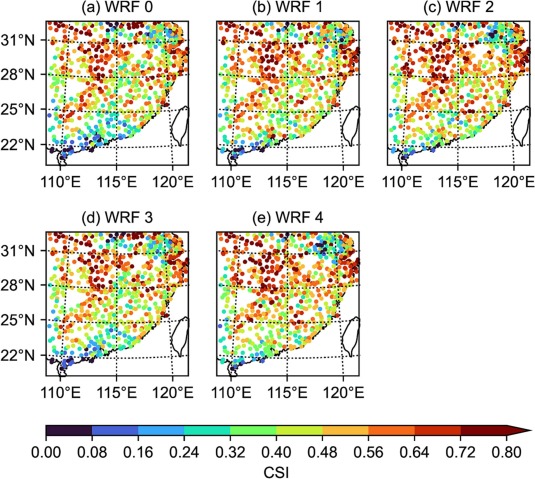 (a) WRF 0 (b) WRF 1 (c) WRF 2
31°N
28°N
25°N
22°N
110°E 115°E 120°E 110°E 115°E 120°E 110°E 115°E 120°E
(d) WRF 3 (e) WRF 4
31°N
28°N
25°N
22°N
110°E 115°E 120°E 110°E 115°E 120°E
0.00 0.08 0.16 0.24 0.32 0.40 0.48 0.56 0.64 0.72 0.80
CSI